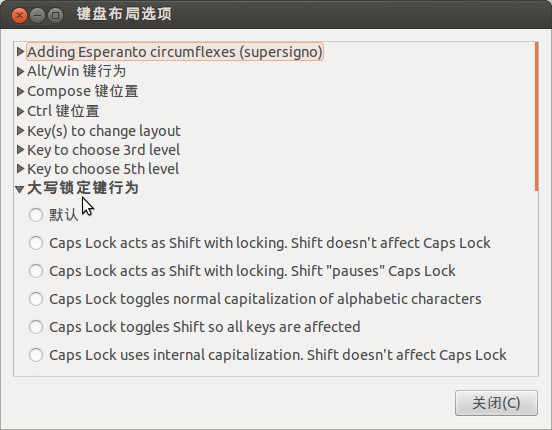 键盘布局选项
Adding Esperanto circumflexes (supersigno)
Alt/Win 键行为
Compose 键位置
Ctrl 键位置
Key(s) to change layout
Key to choose 3rd level
Key to choose 5th level
大写锁定键行为
默认
Caps Lock acts as Shift with locking. Shift doesn't affect Caps Lock
Caps Lock acts as Shift with locking. Shift "pauses" Caps Lock
Caps Lock toggles normal capitalization of alphabetic characters
Caps Lock toggles Shift so all keys are affected
Caps Lock uses internal capitalization. Shift doesn't affect Caps Lock
关闭(C)